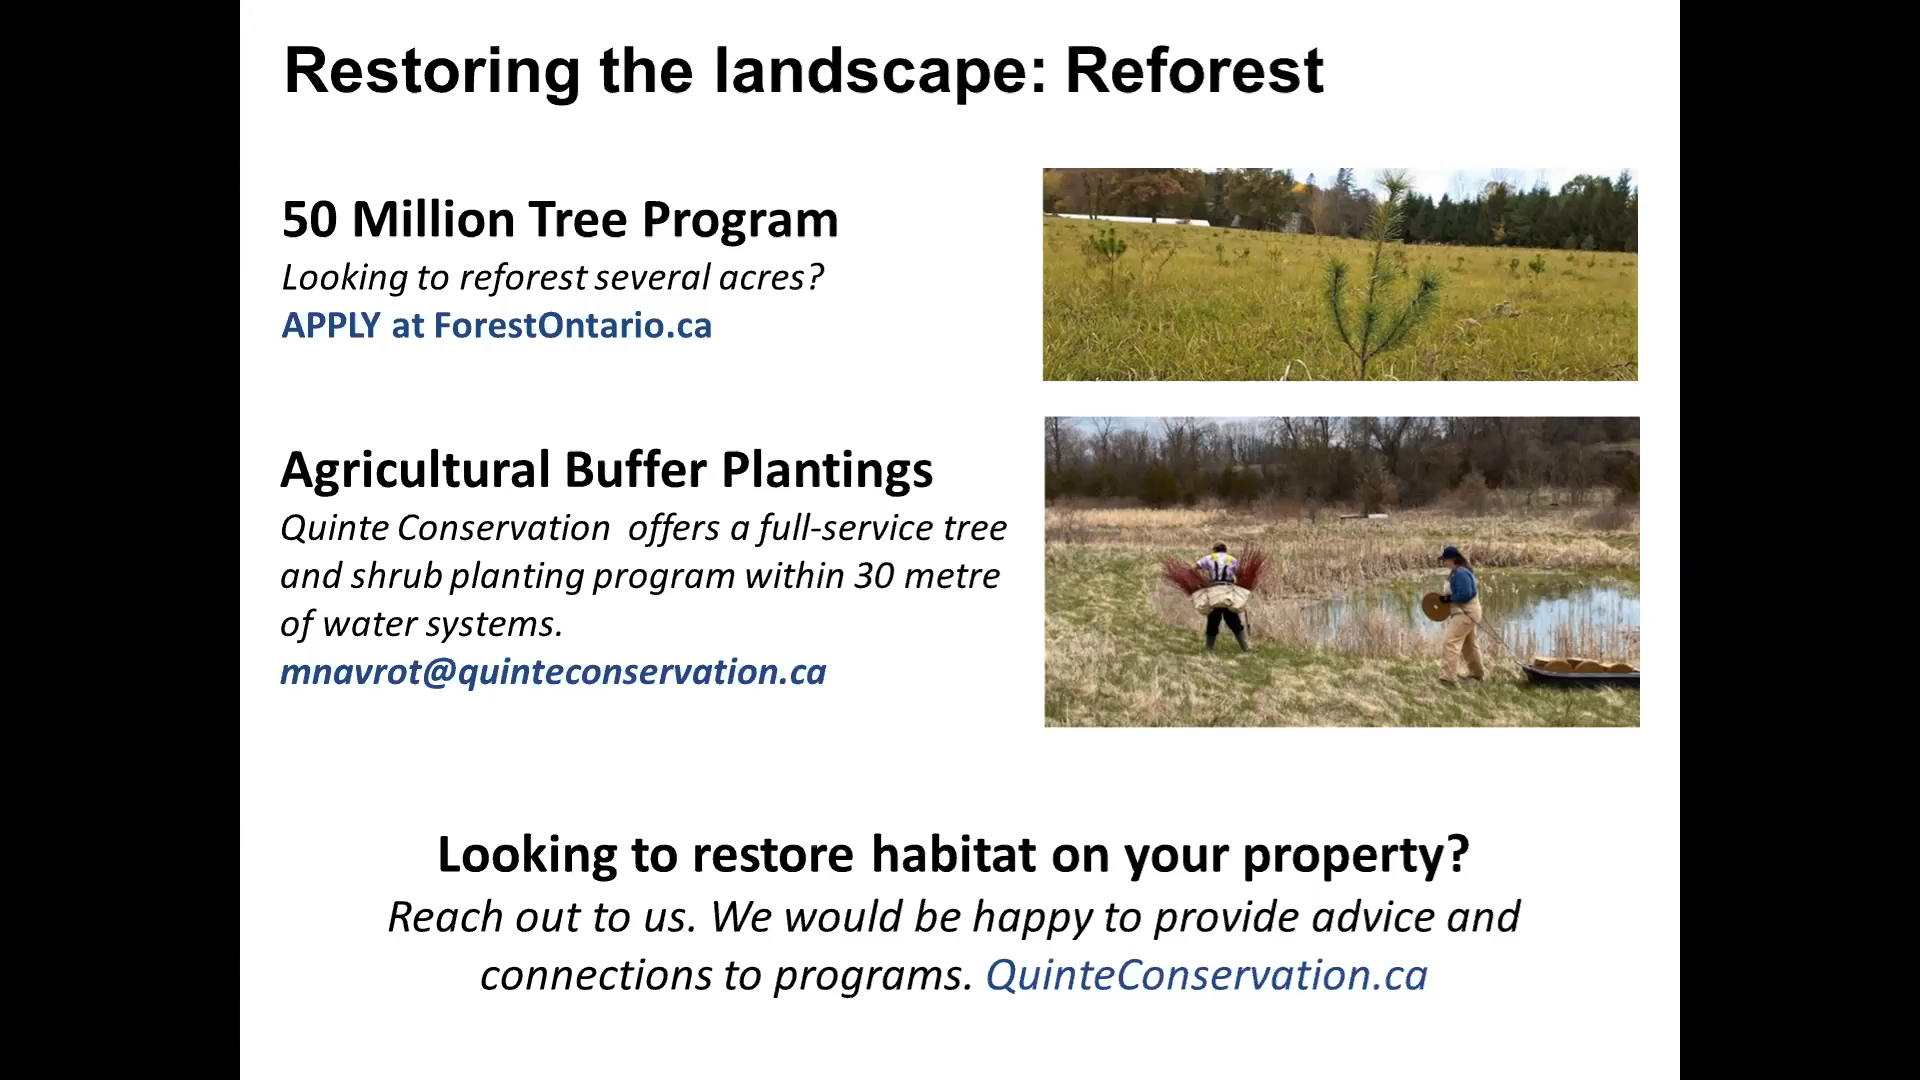 Restoring the landscape: Reforest
50 Million Tree Program
Looking to reforest several acres?
APPLY at ForestOntario.ca
Agricultural Buffer Plantings
Quinte Conservation offers a full-service tree
and shrub planting program within 30 metre
of water systems.
mnavrot@quinteconservation.ca
Looking to restore habitat on your property?
Reach out to us. We would be happy to provide advice and
connections to programs. QuinteConservation.ca